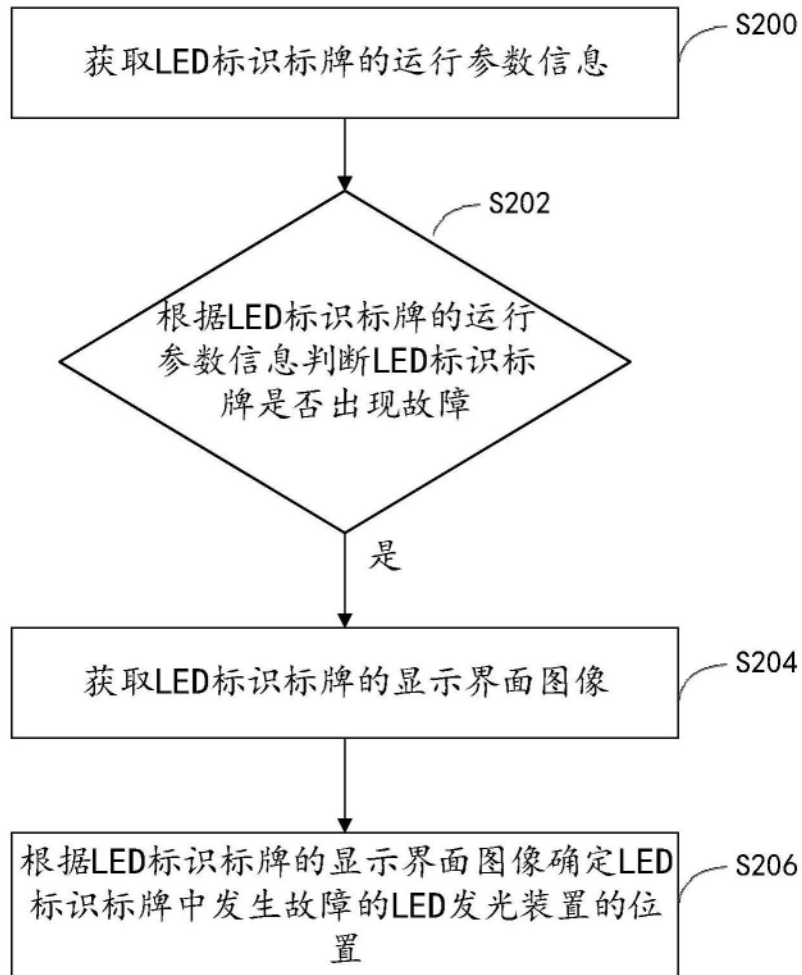 S200
获取LED标识标牌的运行参数信息
S202
根据LED标识标牌的运行
参数信息判断LED标识标
牌是否出现故障
是
获取LED标识标牌的显示界面图像
S204
根据LED标识标牌的显示界面图像确定LED
标识标牌中发生故障的LED发光装置的位
置
S206